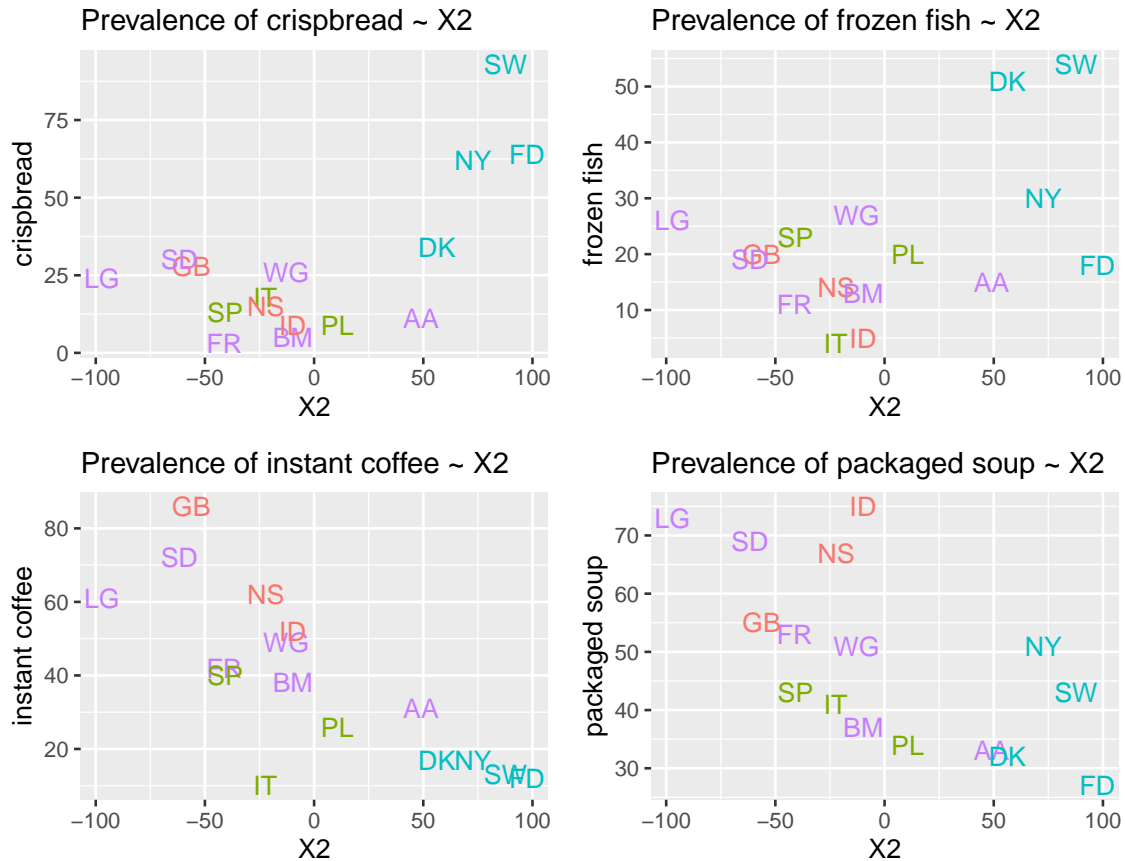 Prevalence of crispbread ~ X2
SW
75
NY FD
crispbread
50
DK
25
LG SD GB WG
IT
SP NS
ID PL AA
FR BM
0
−100 −50 0 50 100
X2
Prevalence of frozen fish ~ X2
SW
50
DK
40
frozen fish
30
NY
LG WG
SP
20
SD GB PL FD
AA
NS BM
10
FR
IT ID
−100 −50 0 50 100
X2
Prevalence of instant coffee ~ X2
GB
80
SD
LG NS
60
instant coffee
ID
WG
FR
40
SP BM
AA
PL
20
DK NY SW FD
IT
−100 −50 0 50 100
X2
Prevalence of packaged soup ~ X2
ID
LG
70
SD
NS
60
packaged soup
GB FR
50
WG NY
SP SW
40
IT
BM
PL AA DK
30
FD
−100 −50 0 50 100
X2